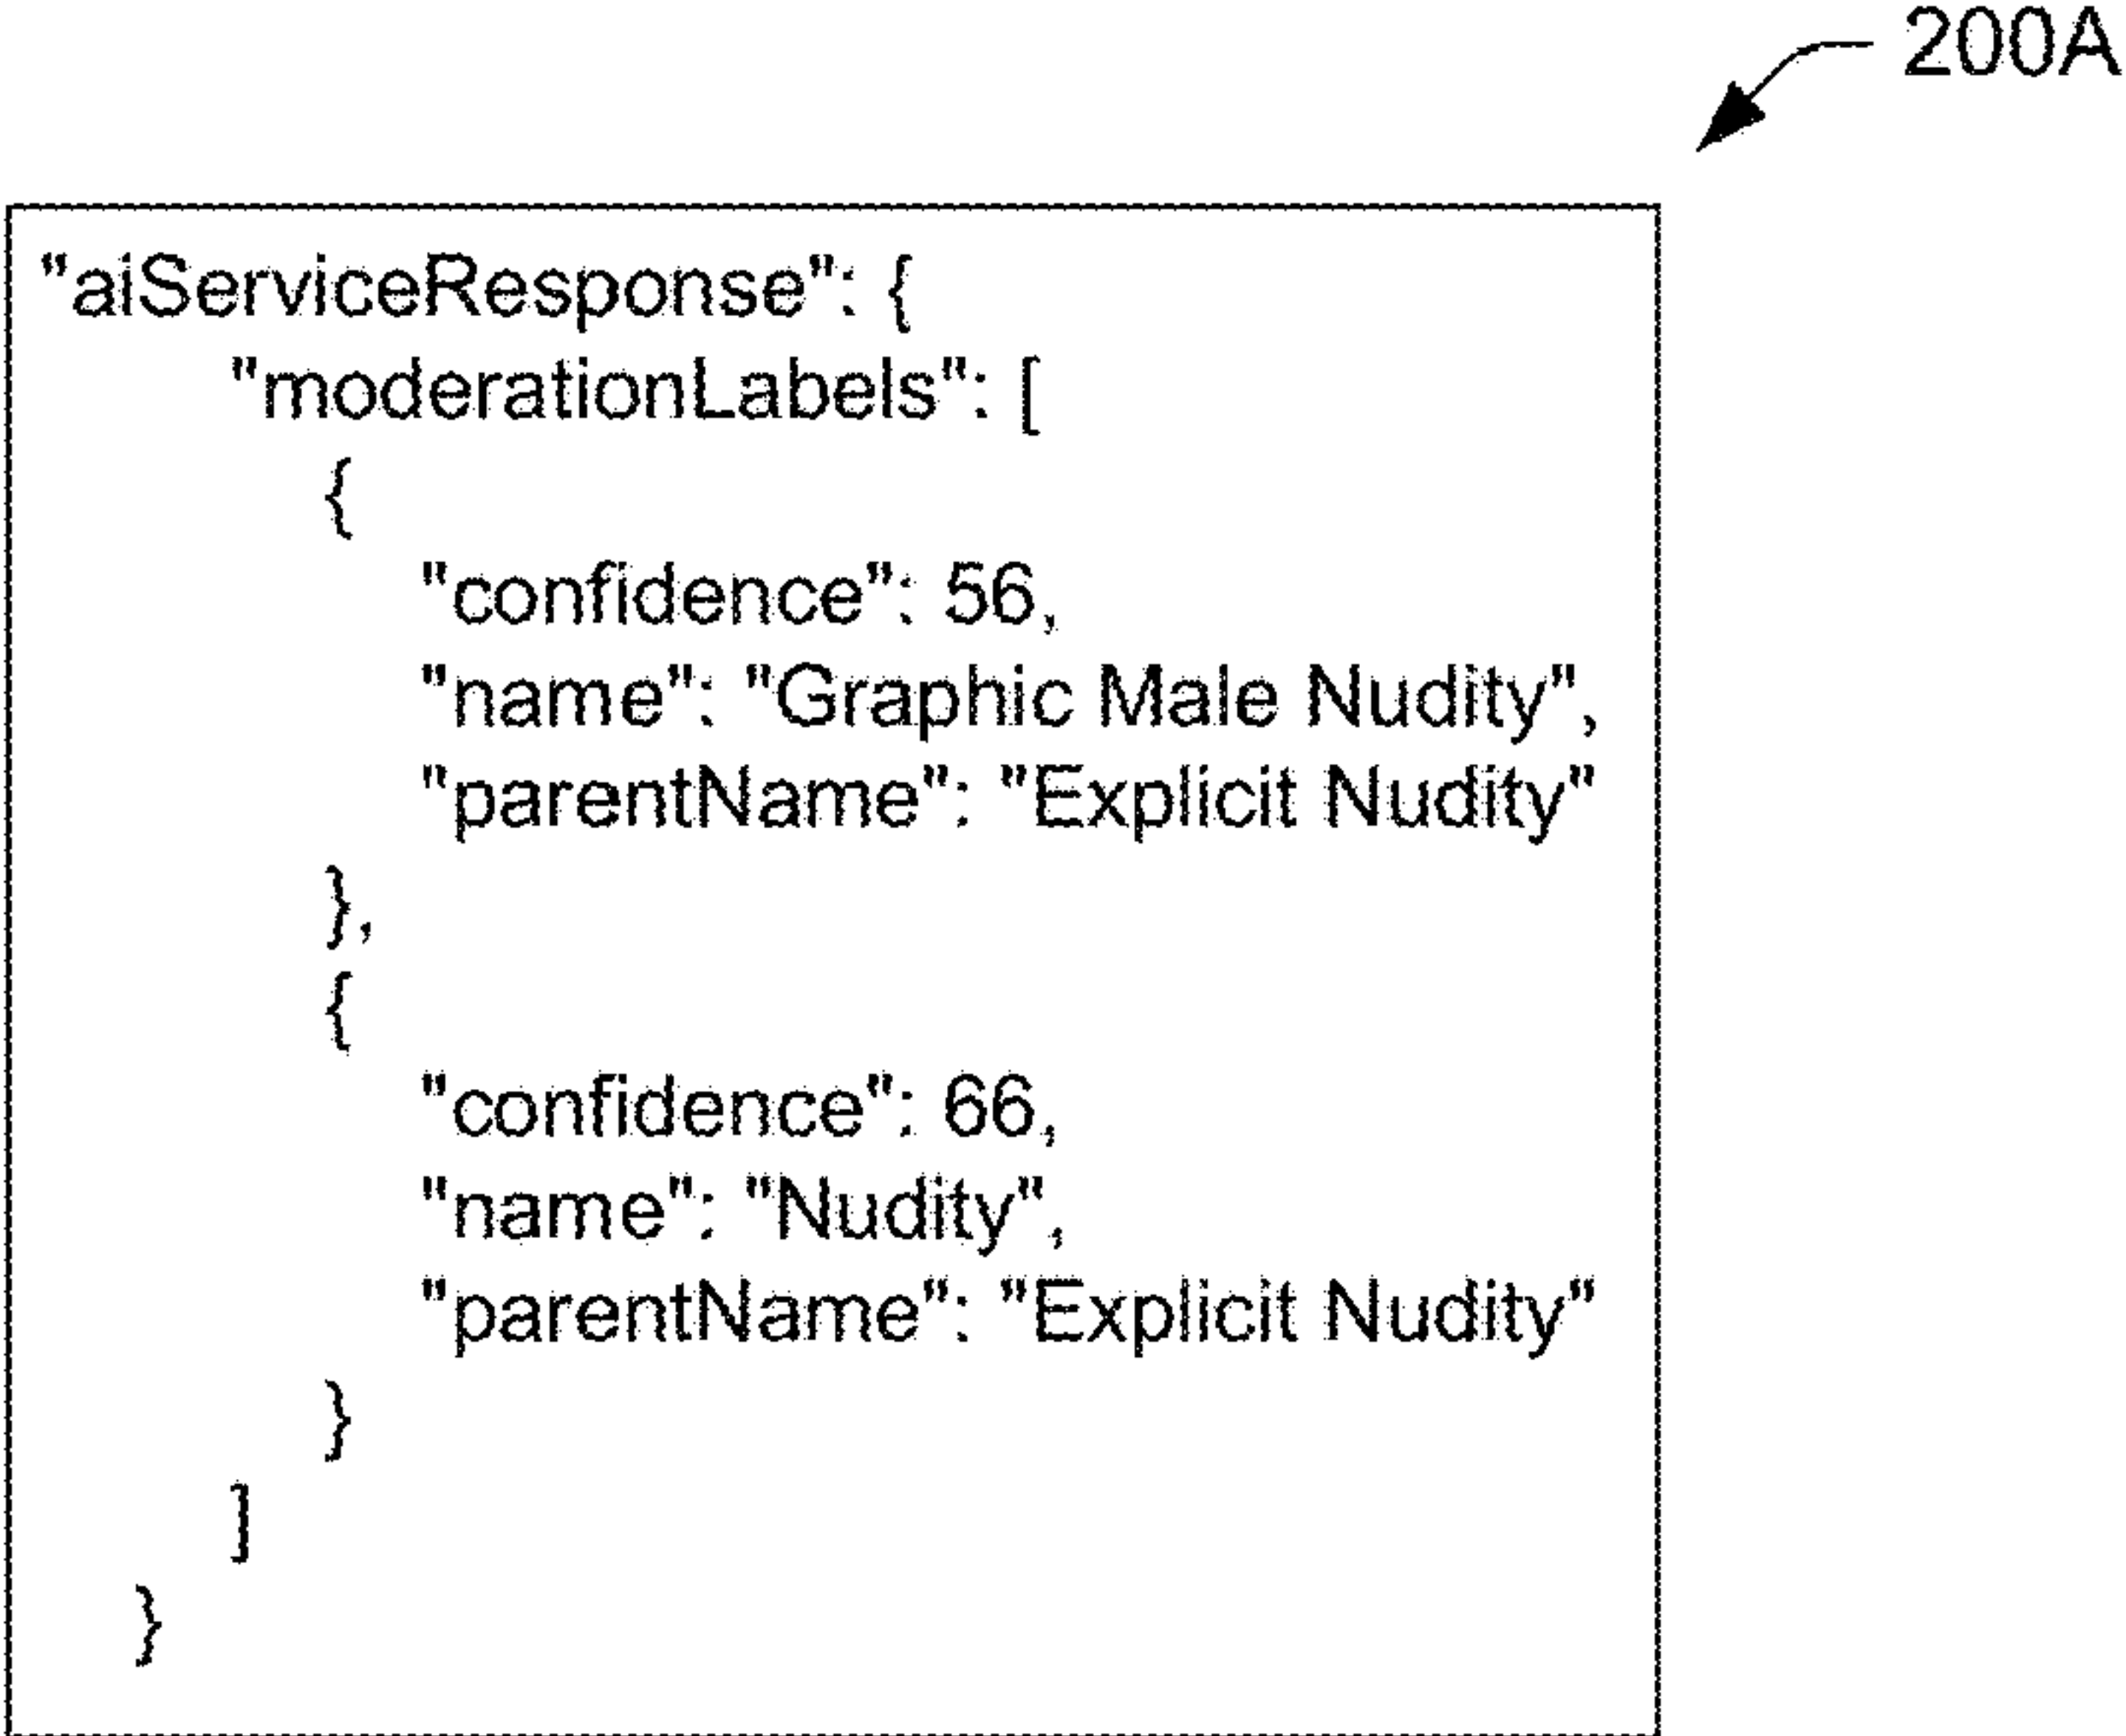 200A
"aiServiceResponse": {
"moderationLabels": [
{
"confidence": 56,
"name": "Graphic Male Nudity",
"parentName": "Explicit Nudity"
},
{
"confidence": 66,
"name": "Nudity",
"parentName": "Explicit Nudity"
}
]
}